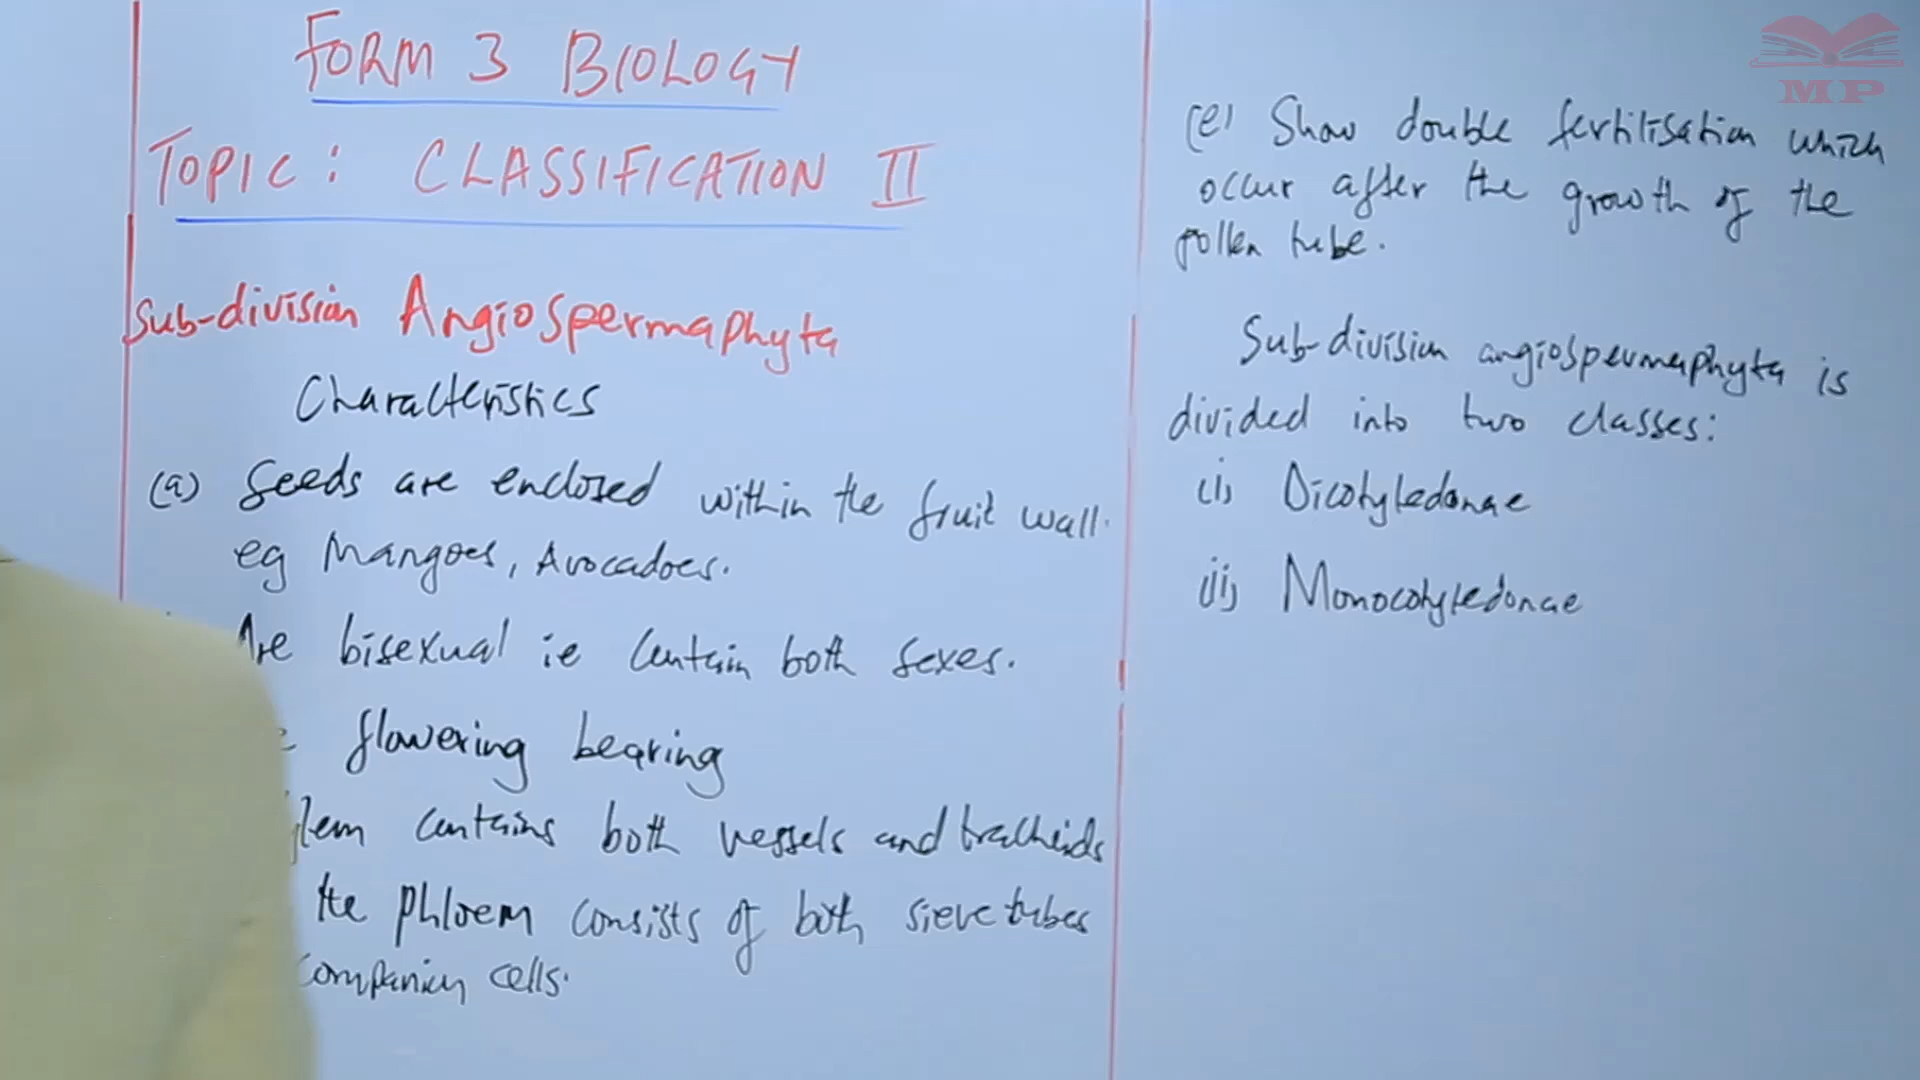 FORM 3 BIOLOGY
TOPIC: CLASSIFICATION II
Sub-division Angiospermaphyta
Characteristics
(a) Seeds are enclosed within the fruit wall.
eg Mangoes, Avocadoes.
Are bisexual ie contain both sexes.
flowering bearing
contains both vessels and tracheids
the phloem consists of both sieve tubes
companion cells.
(e) Show double fertilisation which
occur after the growth of the
pollen tube.
Sub-division angiospermaphyta is
divided into two classes:
(i) Dicotyledonae
(ii) Monocotyledonae
MP